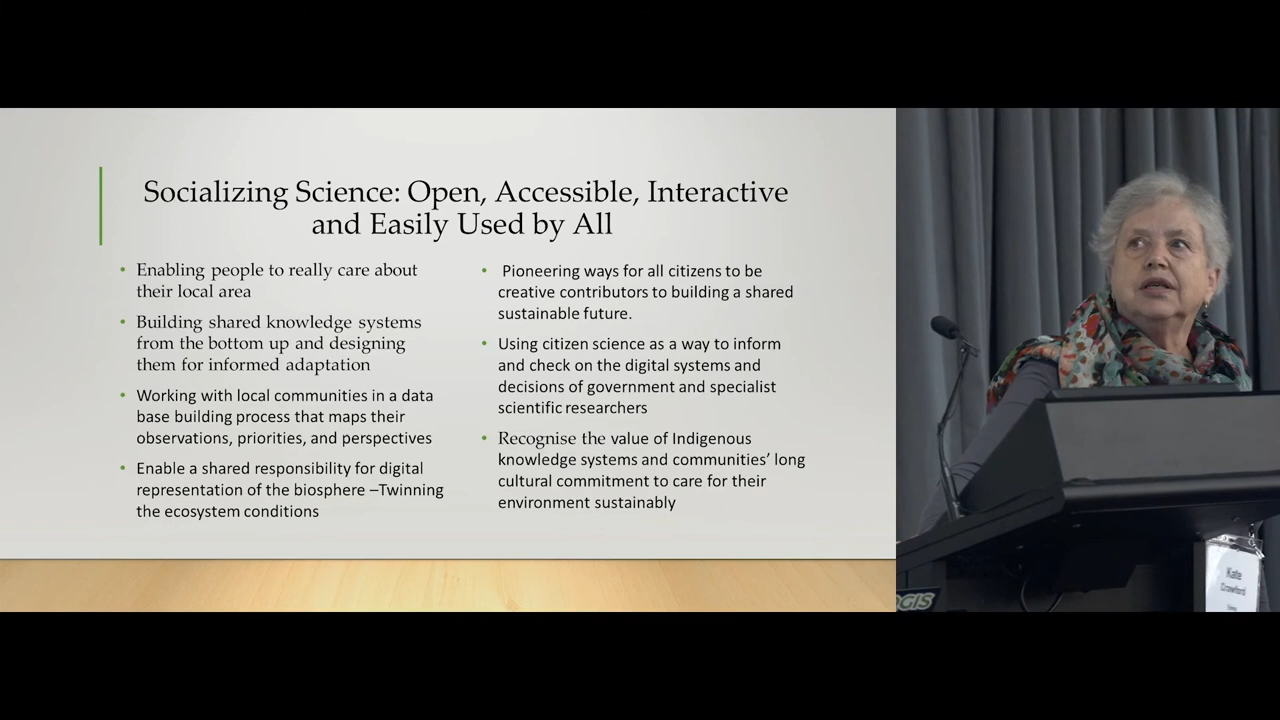 Socializing Science: Open, Accessible, Interactive
and Easily Used by All
• Enabling people to really care about
their local area
• Building shared knowledge systems
from the bottom up and designing
them for informed adaptation
• Working with local communities in a data
base building process that maps their
observations, priorities, and perspectives
• Enable a shared responsibility for digital
representation of the biosphere –Twinning
the ecosystem conditions
• Pioneering ways for all citizens to be
creative contributors to building a shared
sustainable future.
• Using citizen science as a way to inform
and check on the digital systems and
decisions of government and specialist
scientific researchers
• Recognise the value of Indigenous
knowledge systems and communities’ long
cultural commitment to care for their
environment sustainably
Kate
Crawford
OGIS